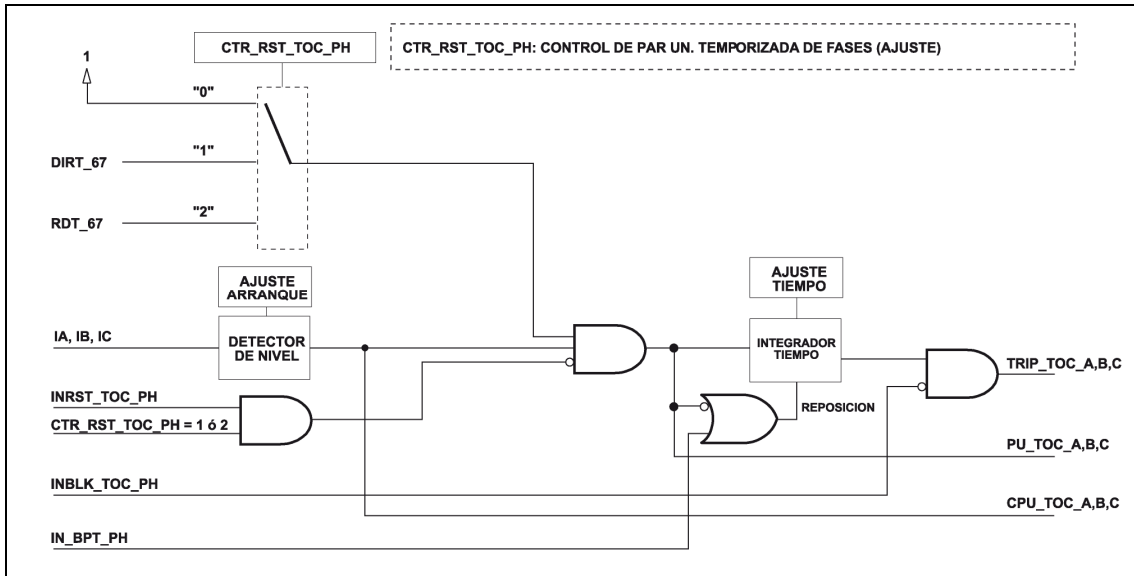 CTR_RST_TOC_PH
CTR_RST_TOC_PH: CONTROL DE PAR UN. TEMPORIZADA DE FASES (AJUSTE)
1
"0"
DIRT_67
"1"
RDT_67
"2"
AJUSTE
ARRANQUE
AJUSTE
TIEMPO
IA, IB, IC
DETECTOR
DE NIVEL
INTEGRADOR
TIEMPO
TRIP_TOC_A,B,C
INRST_TOC_PH
CTR_RST_TOC_PH = 1 ó 2
REPOSICION
PU_TOC_A,B,C
INBLK_TOC_PH
CPU_TOC_A,B,C
IN_BPT_PH